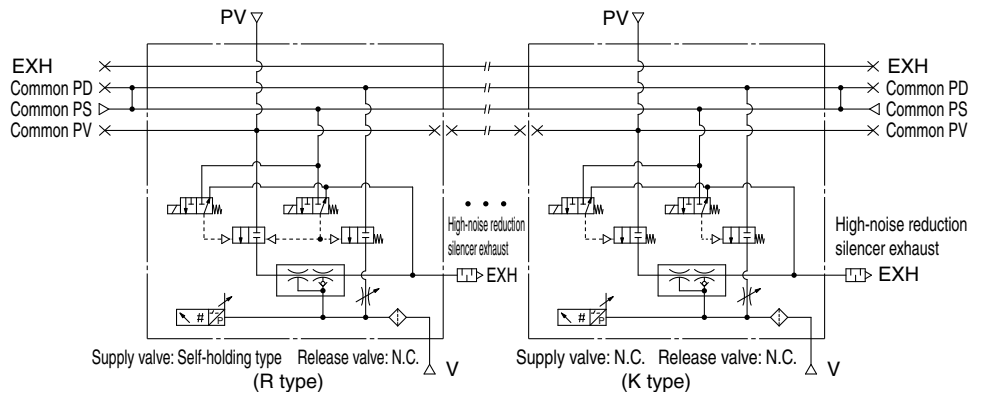 PV
PV
EXH
EXH
Common PD
Common PD
Common PS
Common PS
Common PV
Common PV
High-noise reduction
silencer exhaust
EXH
High-noise reduction
silencer exhaust
EXH
#
P
#
P
Supply valve: Self-holding type
Release valve: N.C.
V
(R type)
Supply valve: N.C.
Release valve: N.C.
V
(K type)